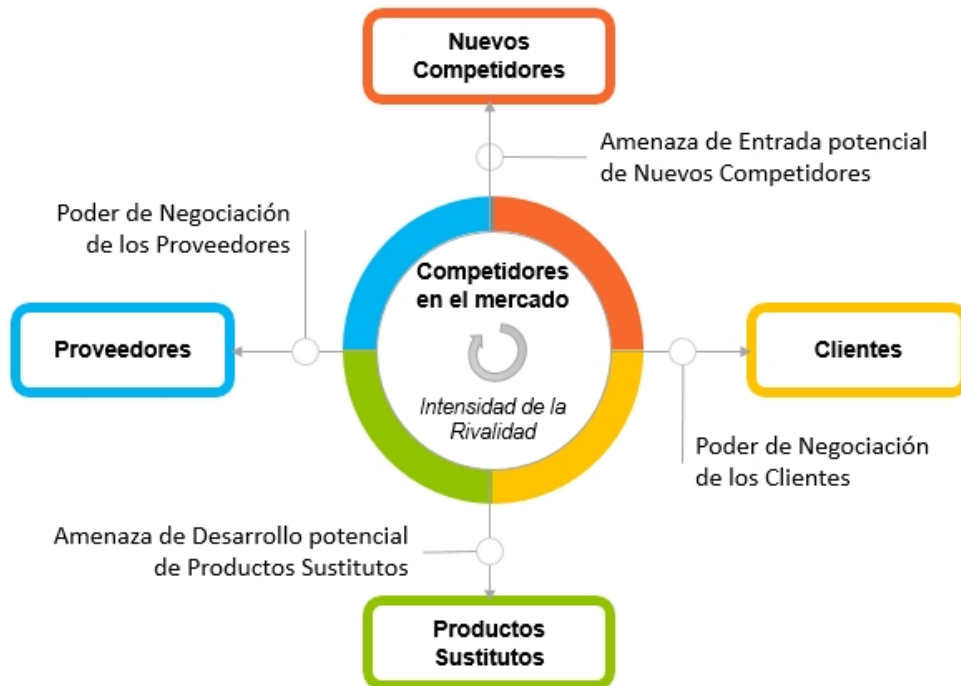 Nuevos
Competidores
Amenaza de Entrada potencial
de Nuevos Competidores
Poder de Negociación
de los Proveedores
Competidores
en el mercado
Proveedores
Clientes
Intensidad de la
Rivalidad
Poder de Negociación
de los Clientes
Amenaza de Desarrollo potencial
de Productos Sustitutos
Productos
Sustitutos